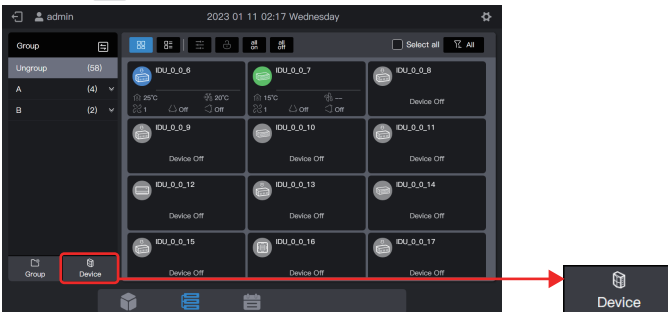 admin 2023 01 11 02:17 Wednesday
Group
all on all off Select all All
Ungroup (58)
A (4)
B (2)
IDU_0_0_6 IDU_0_0_7 IDU_0_0_8
25°C 20°C 15°C —
1 Off Off 1 Off Off
Device Off
IDU_0_0_9 IDU_0_0_10 IDU_0_0_11
Device Off Device Off Device Off
IDU_0_0_12 IDU_0_0_13 IDU_0_0_14
Device Off Device Off Device Off
IDU_0_0_15 IDU_0_0_16 IDU_0_0_17
Device Off Device Off Device Off
Group Device
Device